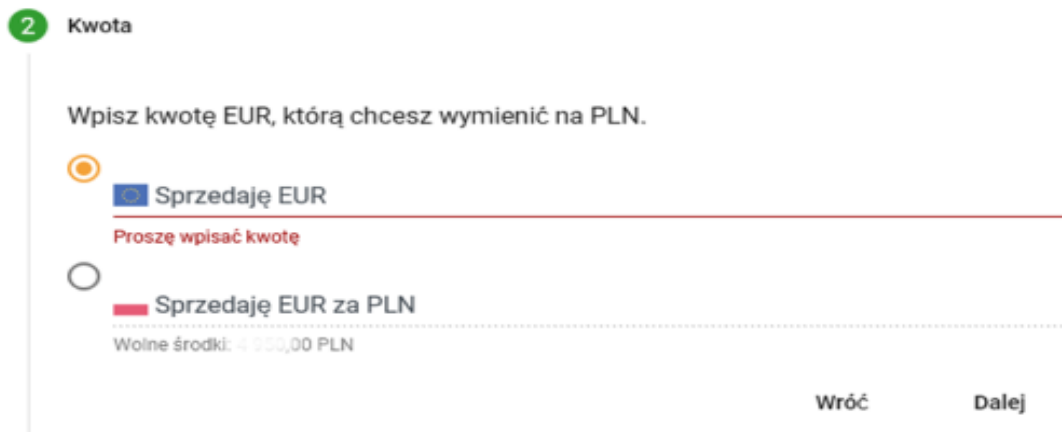 2 Kwota
Wpisz kwotę EUR, którą chcesz wymienić na PLN.
Sprzedaję EUR
Proszę wpisać kwotę
Sprzedaję EUR za PLN
Wolne środki: ,00 PLN
Wróć Dalej